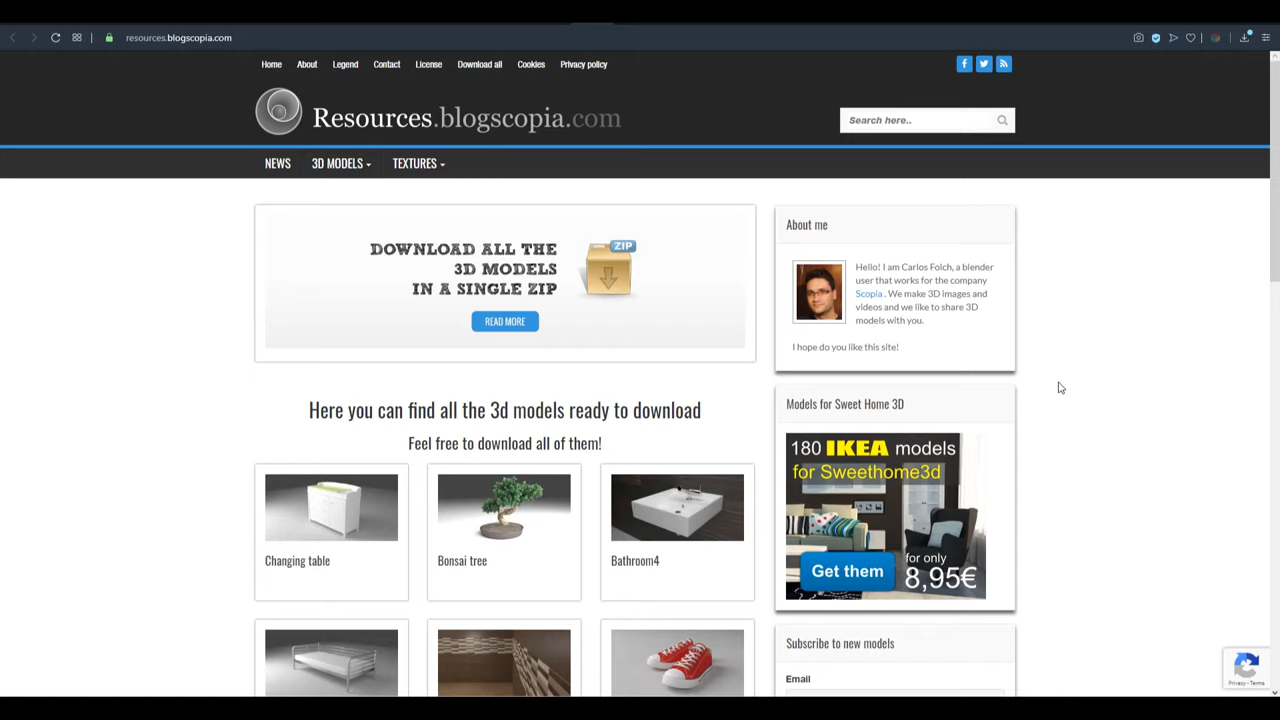 resources.blogscopia.com
Home About Legend Contact License Download all Cookies Privacy policy
Resources.blogscopia.com
Search here..
NEWS 3D MODELS TEXTURES
DOWNLOAD ALL THE
3D MODELS
IN A SINGLE ZIP
ZIP
READ MORE
Here you can find all the 3d models ready to download
Feel free to download all of them!
Changing table
Bonsai tree
Bathroom4
About me
Hello! I am Carlos Folch, a blender
user that works for the company
Scopia . We make 3D images and
videos and we like to share 3D
models with you.
I hope do you like this site!
Models for Sweet Home 3D
180 IKEA models
for Sweethome3d
for only
Get them 8,95€
Subscribe to new models
Email
Privacy - Terms